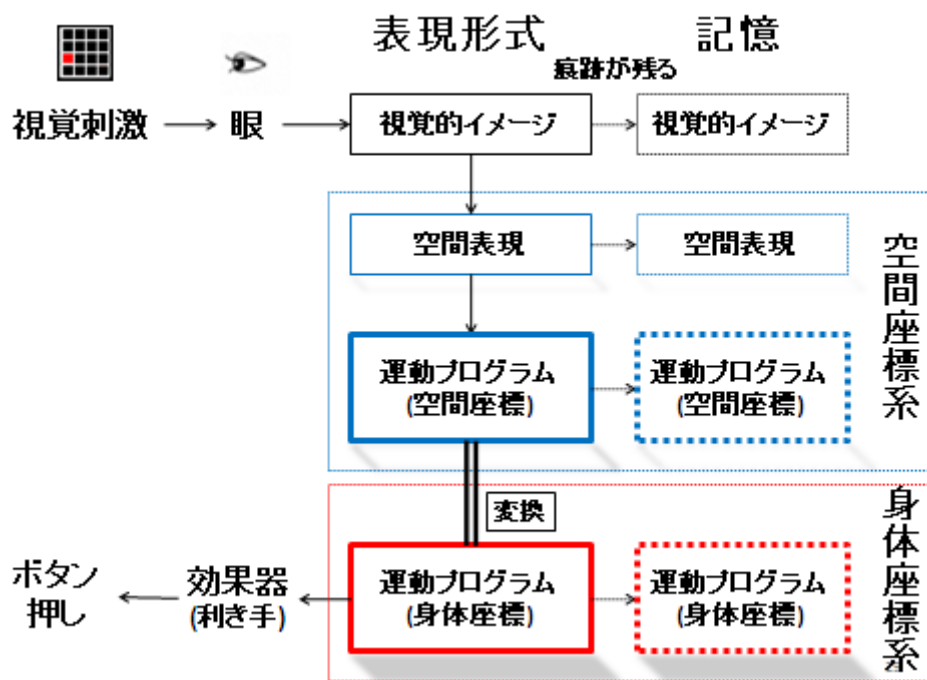 表現形式
記憶
痕跡が残る
視覚刺激
眼
視覚的イメージ
視覚的イメージ
空間表現
空間表現
運動プログラム
(空間座標)
運動プログラム
(空間座標)
空間座標系
変換
ボタン
押し
効果器
(利き手)
運動プログラム
(身体座標)
運動プログラム
(身体座標)
身体座標系